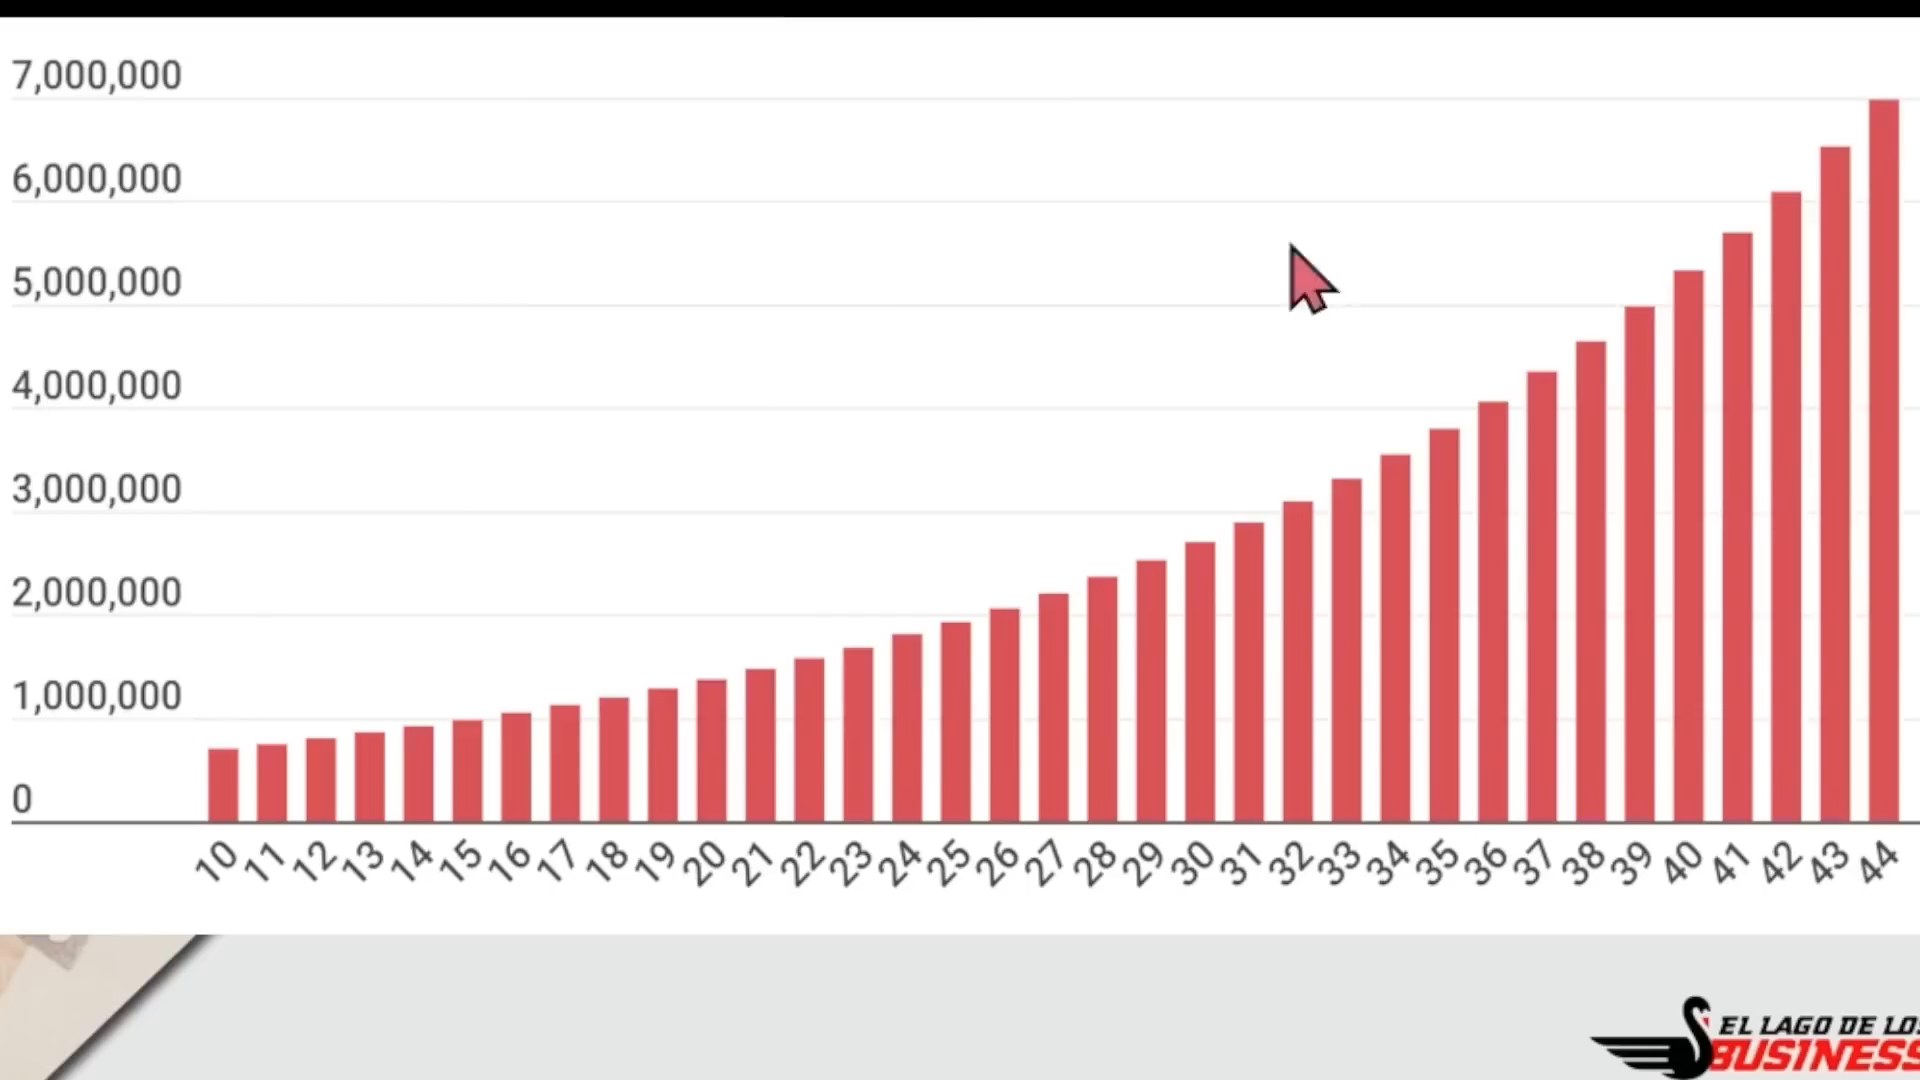 7,000,000
6,000,000
5,000,000
4,000,000
3,000,000
2,000,000
1,000,000
0
10 11 12 13 14 15 16 17 18 19 20 21 22 23 24 25 26 27 28 29 30 31 32 33 34 35 36 37 38 39 40 41 42 43 44
EL LAGO DE LOS
BUSINESS